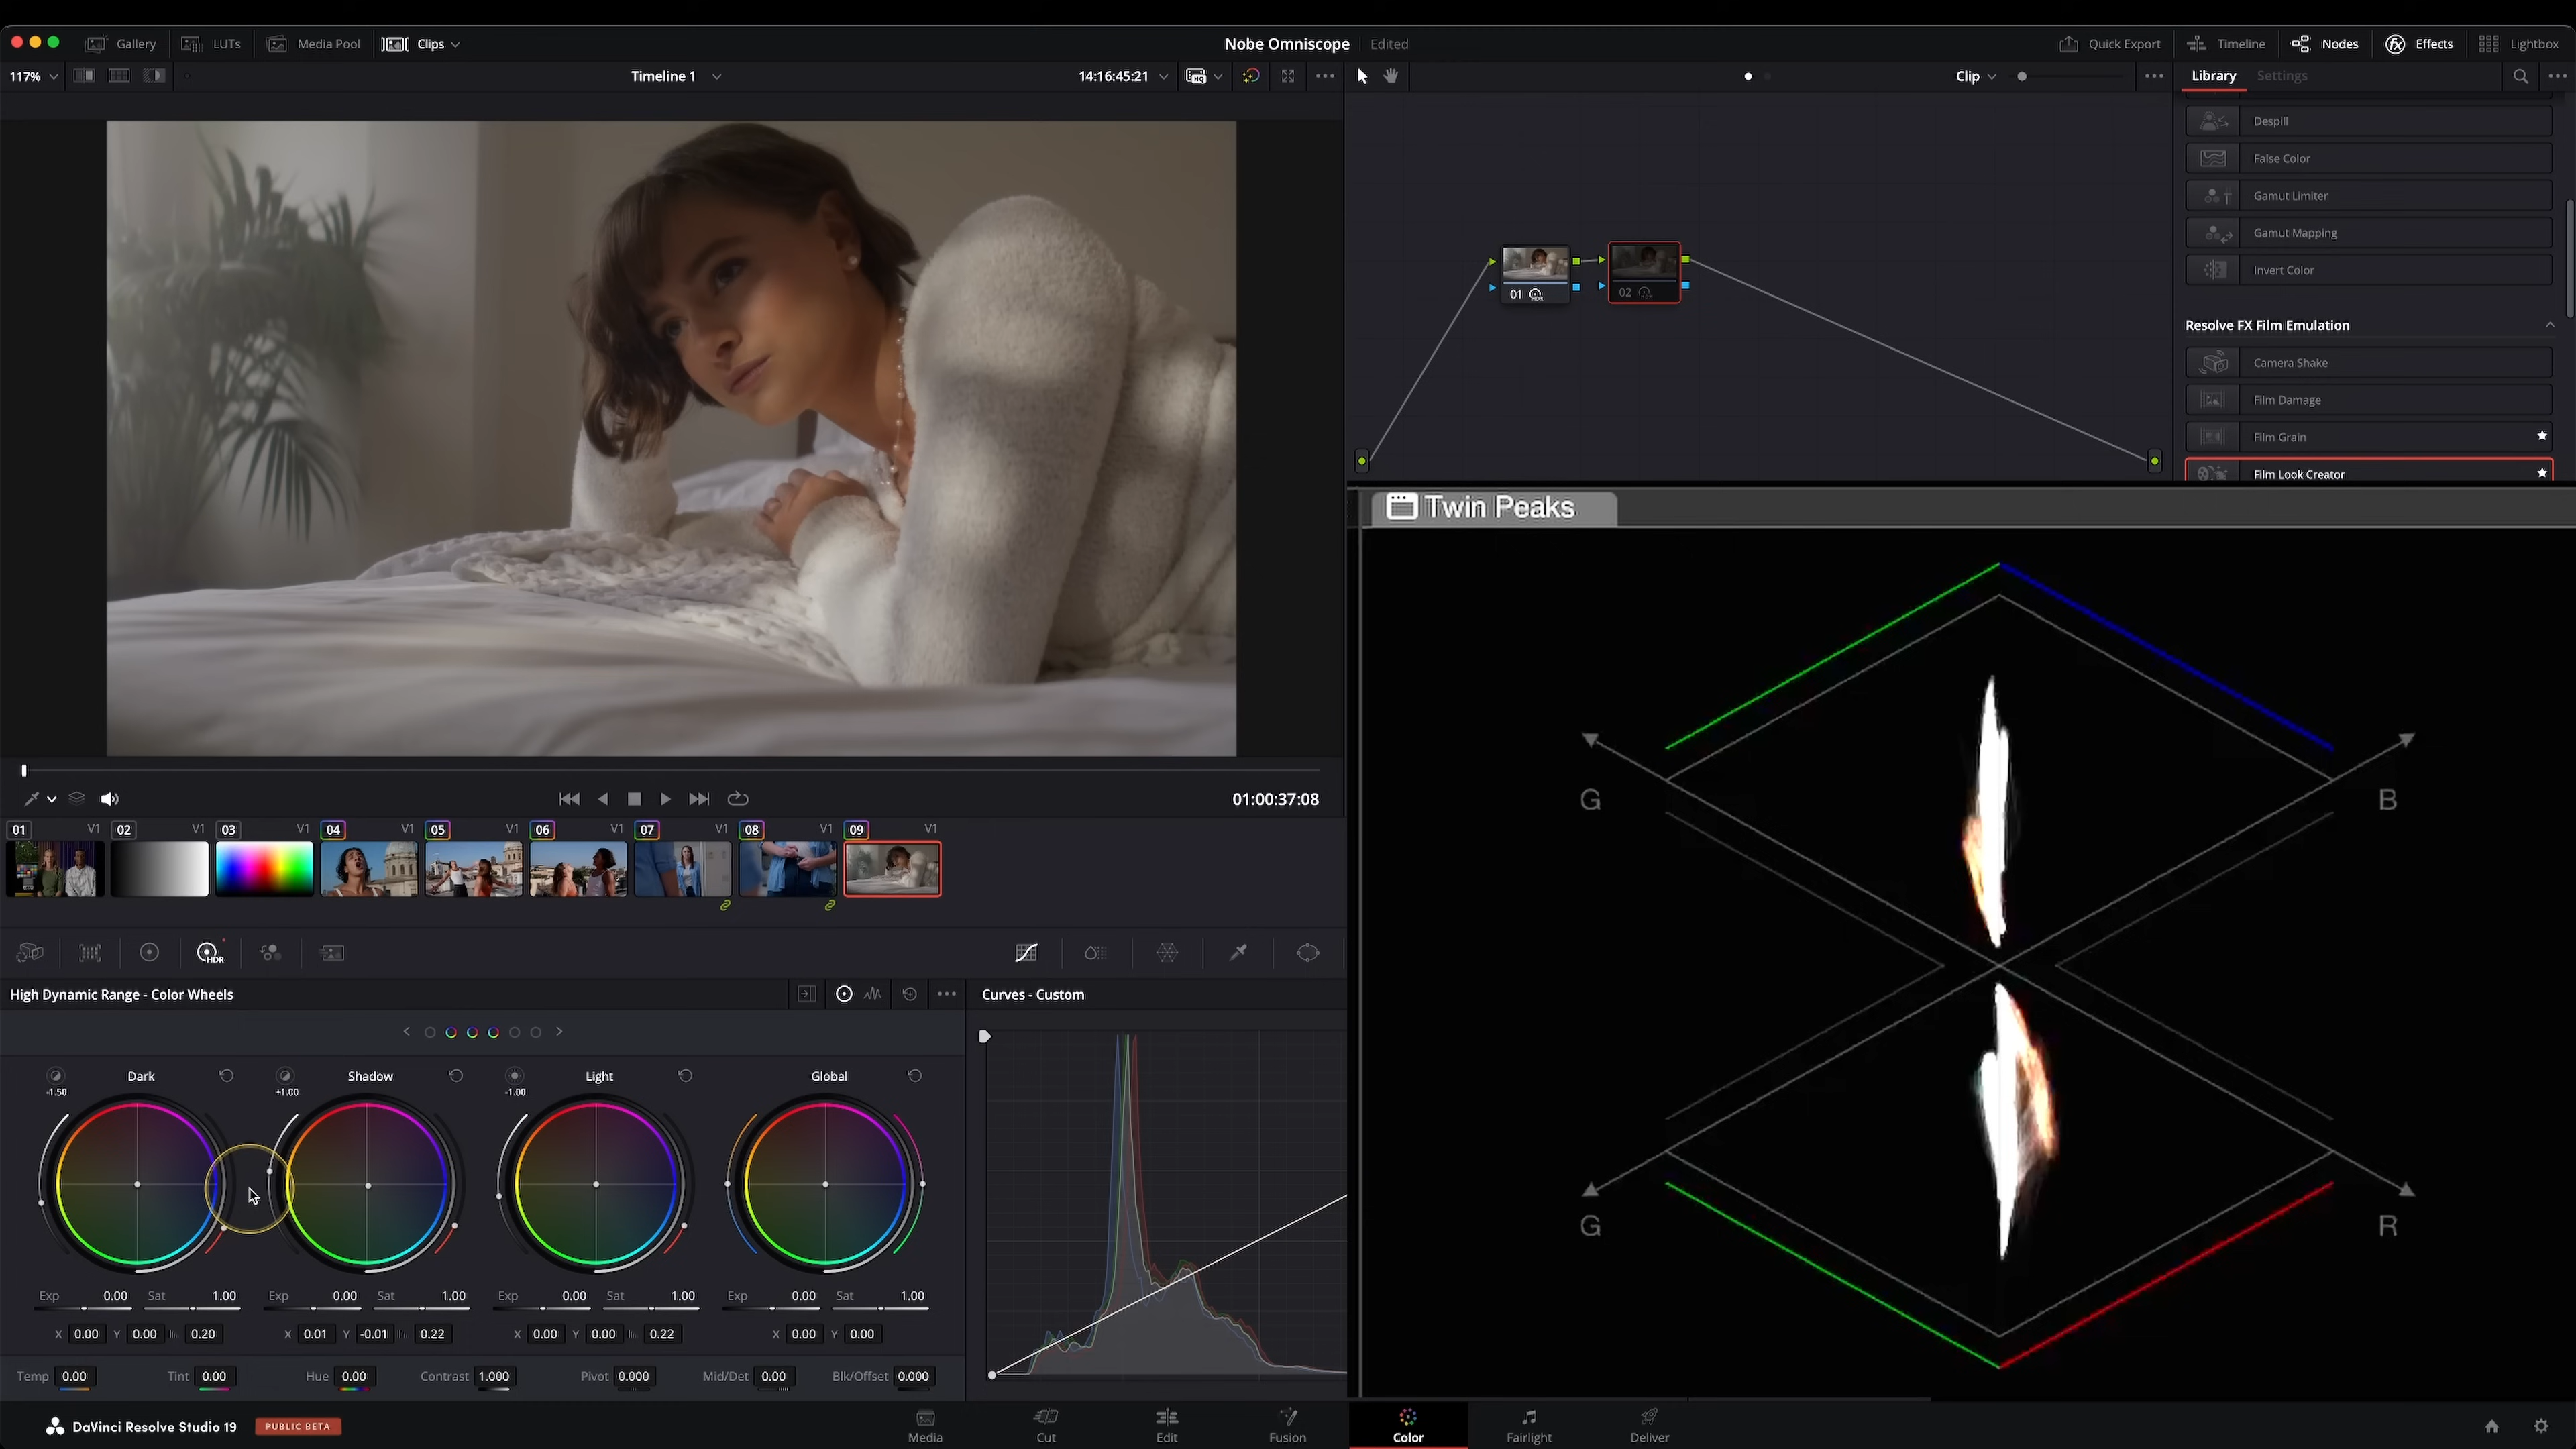 Gallery LUTs Media Pool Clips Nobe Omniscope Edited Quick Export Timeline Nodes Effects Lightbox
117% Timeline 1 14:16:45:21 Clip Library Settings
Despill
False Color
Gamut Limiter
Gamut Mapping
Invert Color
01 HDR 02 HDR
Resolve FX Film Emulation
Camera Shake
Film Damage
Film Grain
Film Look Creator
Twin Peaks
G B
G R
01:00:37:08
01 V1 02 V1 03 V1 04 V1 05 V1 06 V1 07 V1 08 V1 09 V1
HDR
High Dynamic Range - Color Wheels Curves - Custom
Dark Shadow Light Global
-1.50 +1.00 -1.00
Exp 0.00 Sat 1.00 Exp 0.00 Sat 1.00 Exp 0.00 Sat 1.00 Exp 0.00 Sat 1.00
X 0.00 Y 0.00 0.20 X 0.01 Y -0.01 0.22 X 0.00 Y 0.00 0.22 X 0.00 Y 0.00
Temp 0.00 Tint 0.00 Hue 0.00 Contrast 1.000 Pivot 0.000 Mid/Det 0.00 Blk/Offset 0.000
DaVinci Resolve Studio 19 PUBLIC BETA Media Cut Edit Fusion Color Fairlight Deliver